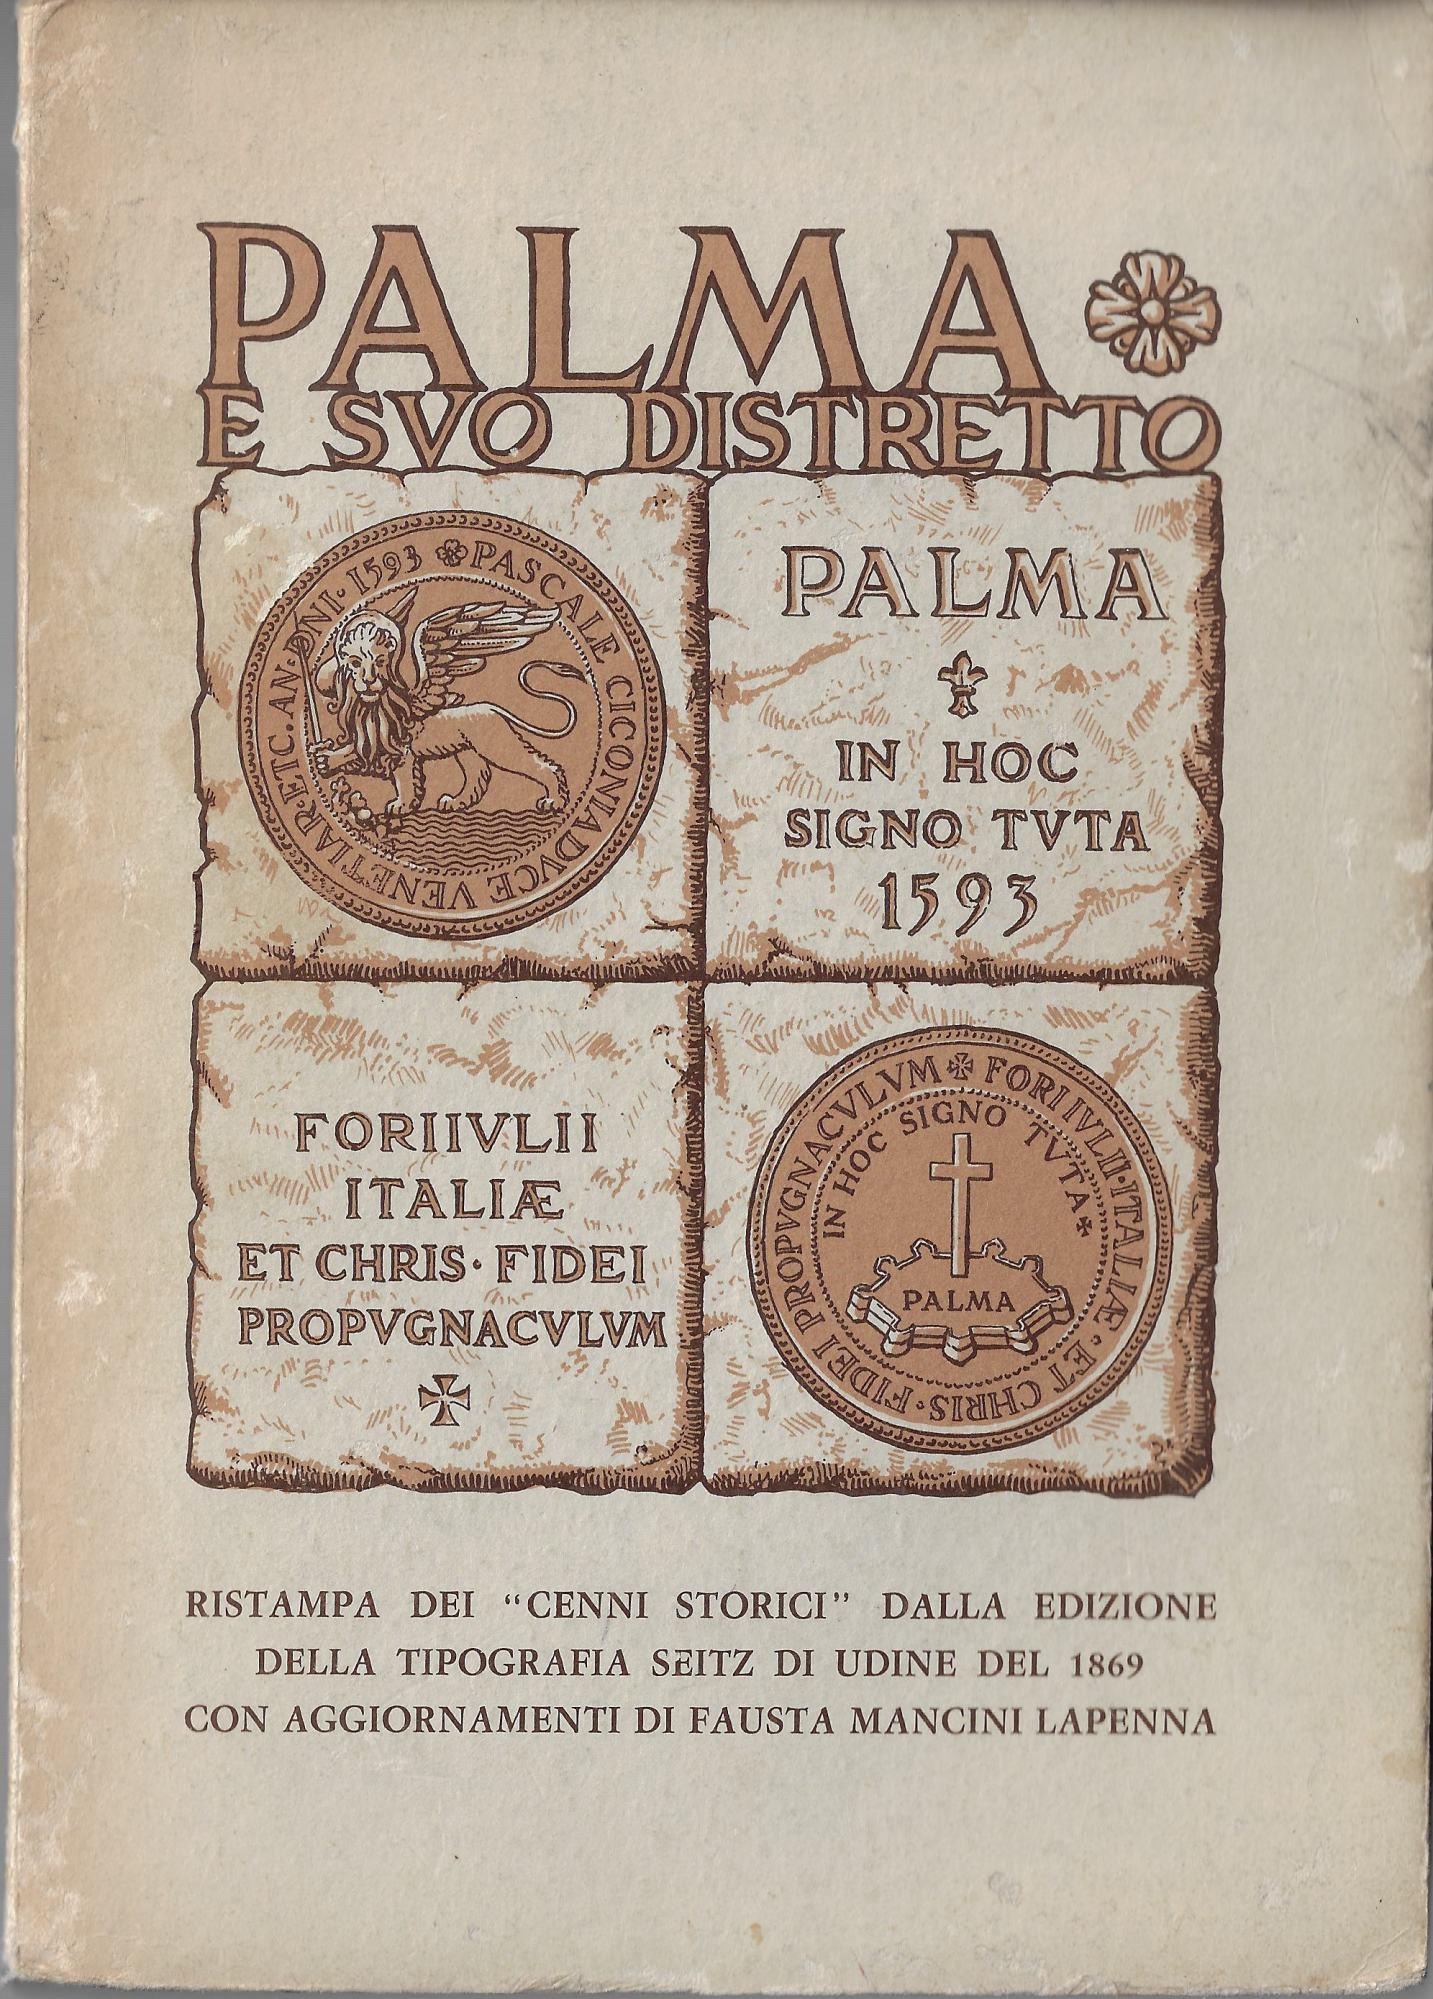 PALMA
E SVO DISTRETTO
PASCALE CICONIA DVCE VENETIAR·ETC. AN·DNI·1593
PALMA
IN HOC
SIGNO TVTA
1593
FORIIVLII
ITALIÆ
ET CHRIS·FIDEI
PROPVGNACVLVM
FORIIVLII·ITALIÆ·ET CHRIS·FIDEI PROPVGNACVLVM
IN HOC SIGNO TVTA
PALMA
RISTAMPA DEI “CENNI STORICI” DALLA EDIZIONE
DELLA TIPOGRAFIA SEITZ DI UDINE DEL 1869
CON AGGIORNAMENTI DI FAUSTA MANCINI LAPENNA